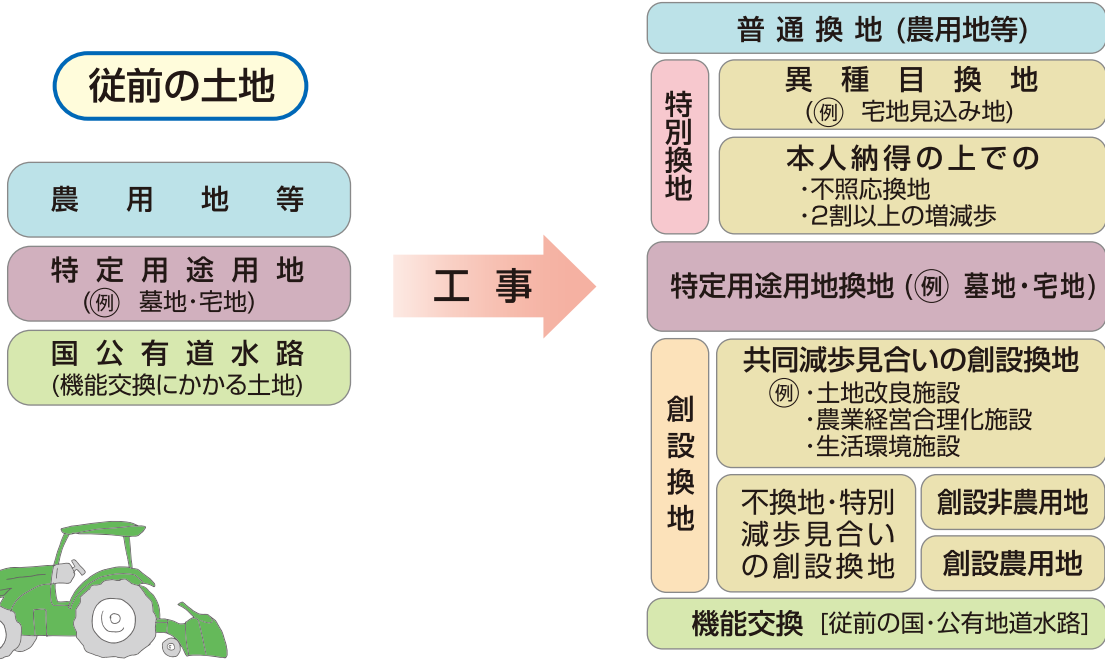 従前の土地
農用地等
特定用途用地
(例 墓地・宅地)
国公有道水路
(機能交換にかかる土地)
工事
普通換地(農用地等)
特別換地
異種目換地
(例 宅地見込み地)
本人納得の上での
・不照応換地
・2割以上の増減歩
特定用途用地換地(例 墓地・宅地)
創設換地
共同減歩見合いの創設換地
例・土地改良施設
・農業経営合理化施設
・生活環境施設
不換地・特別
減歩見合い
の創設換地
創設非農用地
創設農用地
機能交換 [従前の国・公有地道水路]